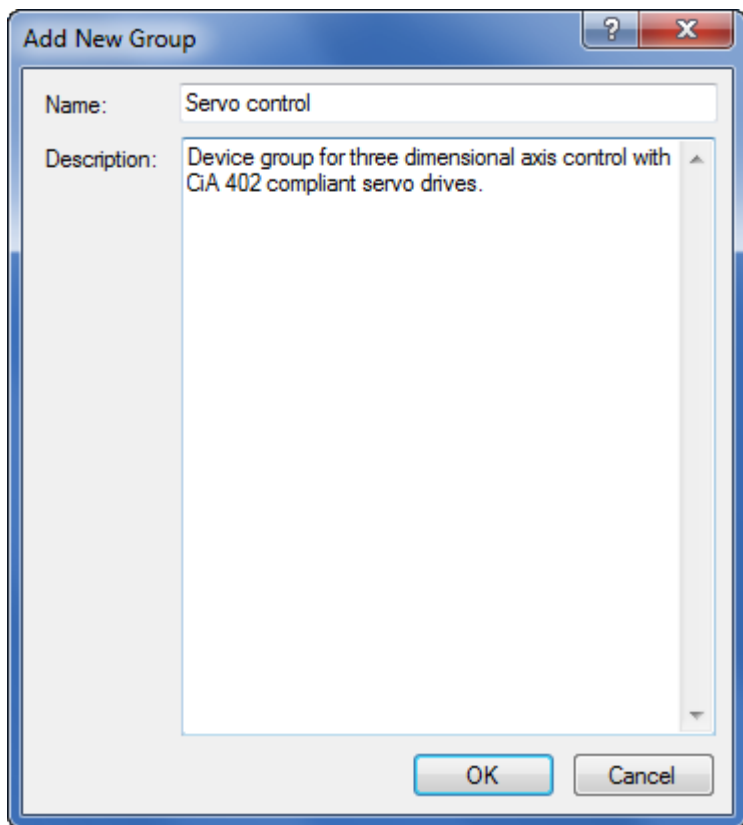 Add New Group
?
X
Name:
Servo control
Description:
Device group for three dimensional axis control with
CiA 402 compliant servo drives.
OK
Cancel